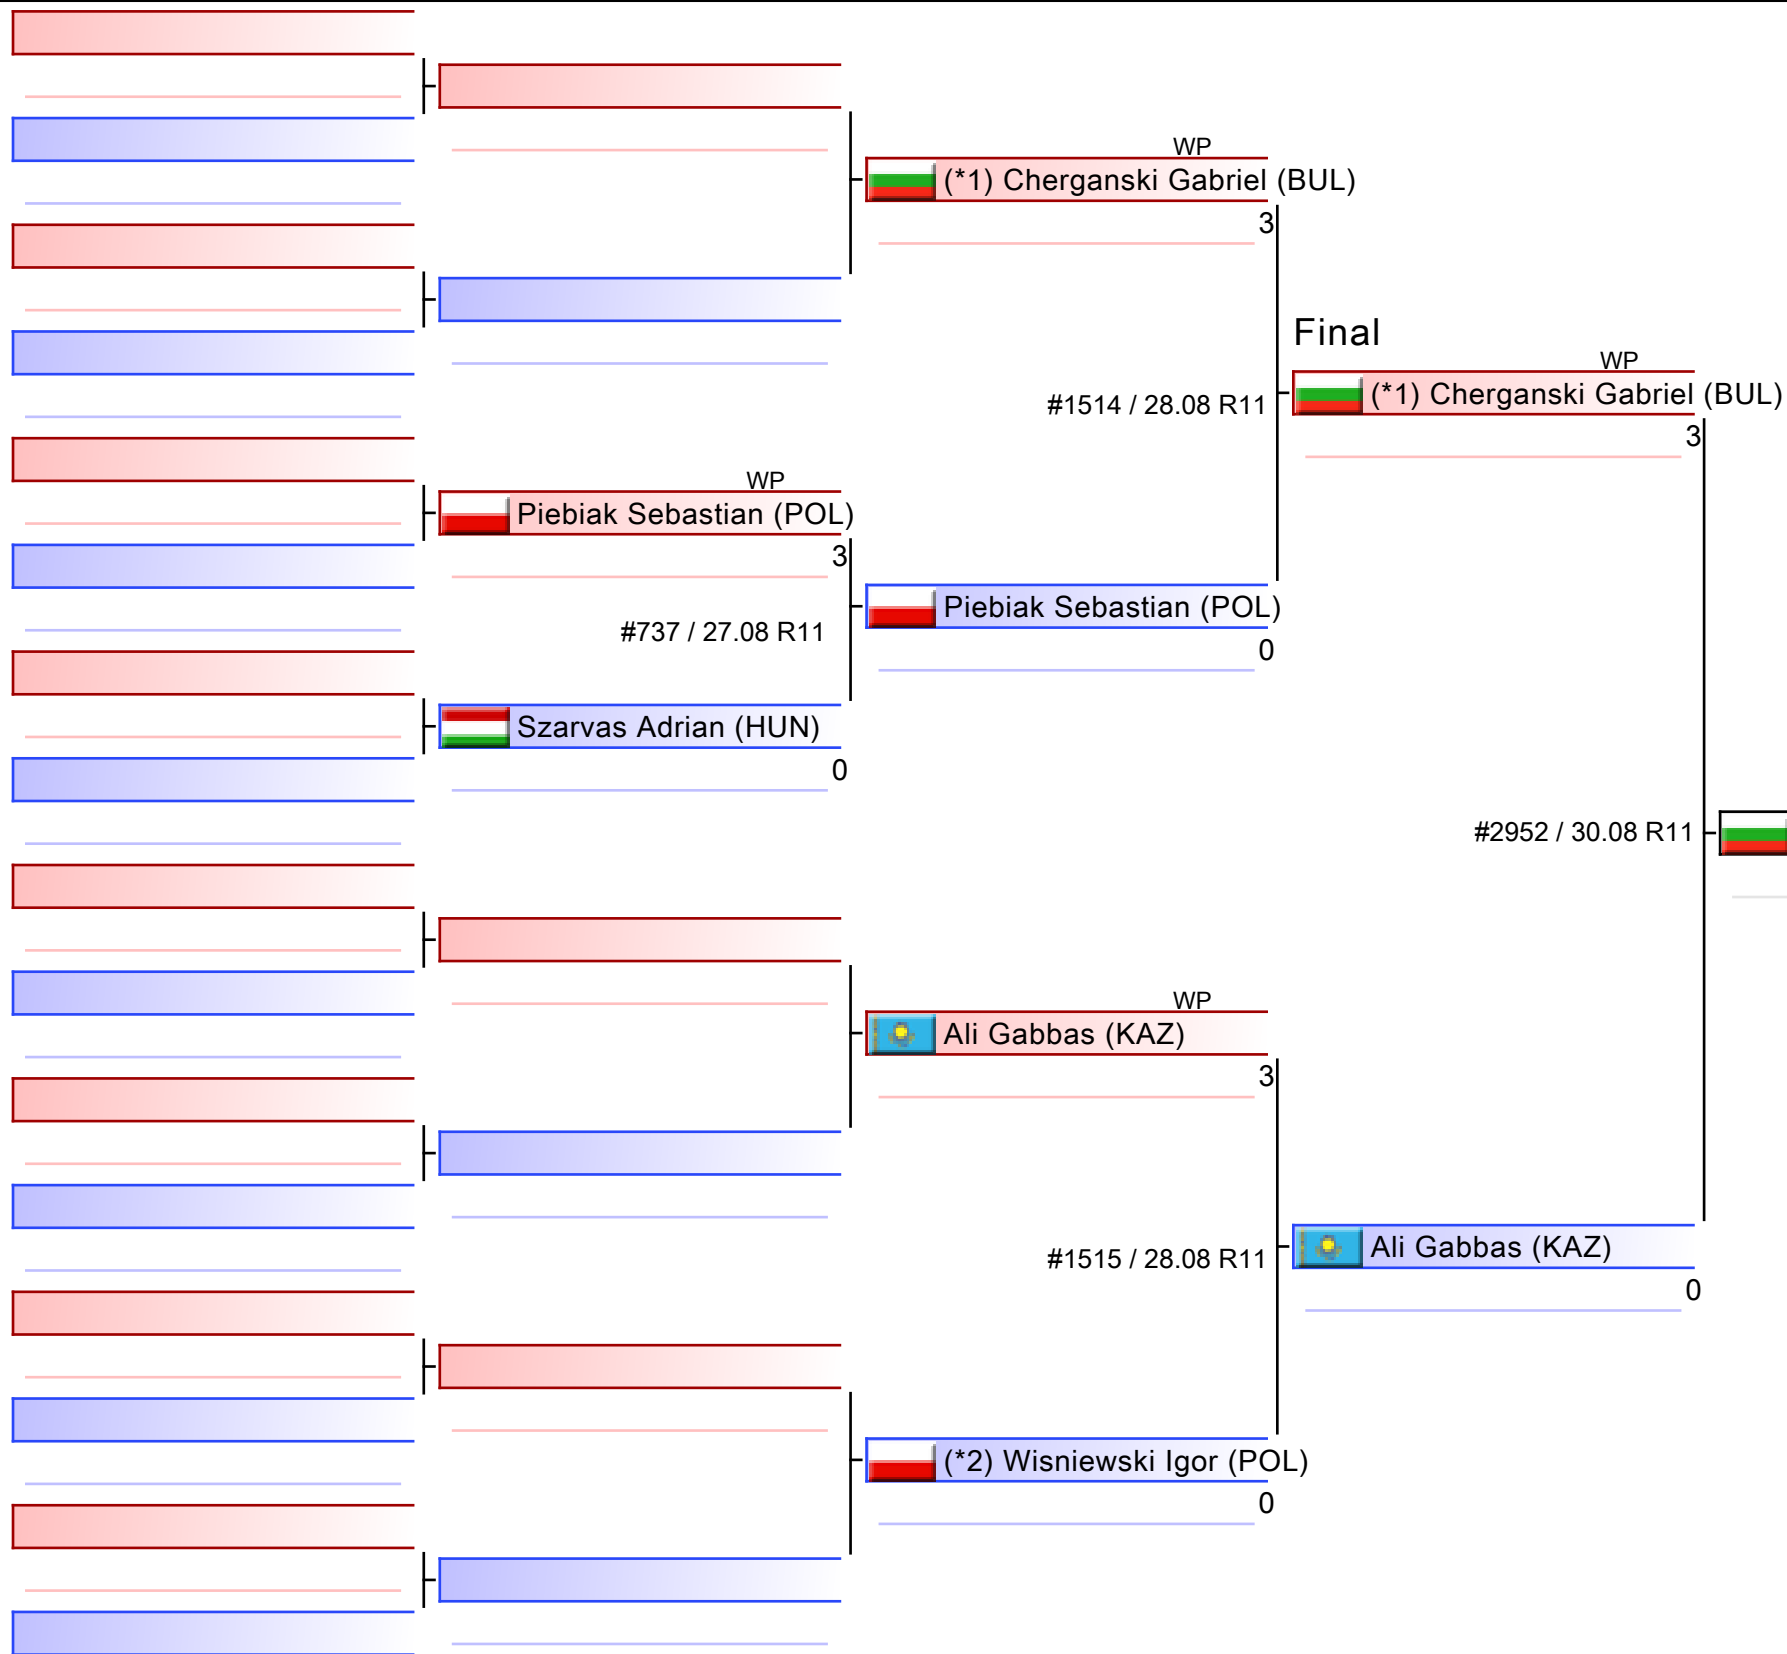 WP
(*1) Cherganski Gabriel (BUL)
3
Final
WP
#1514 / 28.08 R11
(*1) Cherganski Gabriel (BUL)
3
WP
Piebiak Sebastian (POL)
3
Piebiak Sebastian (POL)
#737 / 27.08 R11
0
Szarvas Adrian (HUN)
0
#2952 / 30.08 R11
WP
Ali Gabbas (KAZ)
3
#1515 / 28.08 R11
Ali Gabbas (KAZ)
0
(*2) Wisniewski Igor (POL)
0